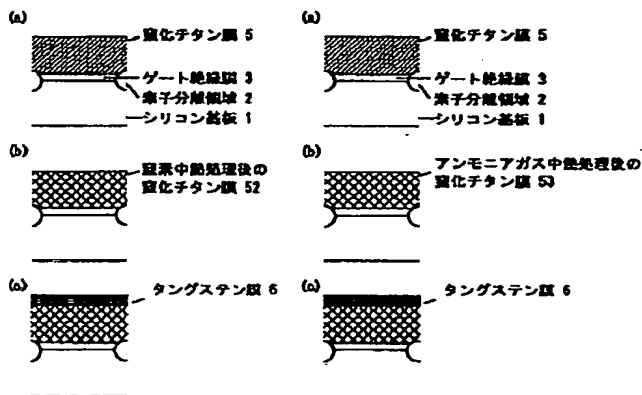 (a)
窒化チタン膜 5
ゲート絶縁膜 3
素子分離領域 2
シリコン基板 1
(b)
窒素中熱処理後の
窒化チタン膜 52
(c)
タングステン膜 6
(a)
窒化チタン膜 5
ゲート絶縁膜 3
素子分離領域 2
シリコン基板 1
(b)
アンモニアガス中熱処理後の
窒化チタン膜 53
(c)
タングステン膜 6